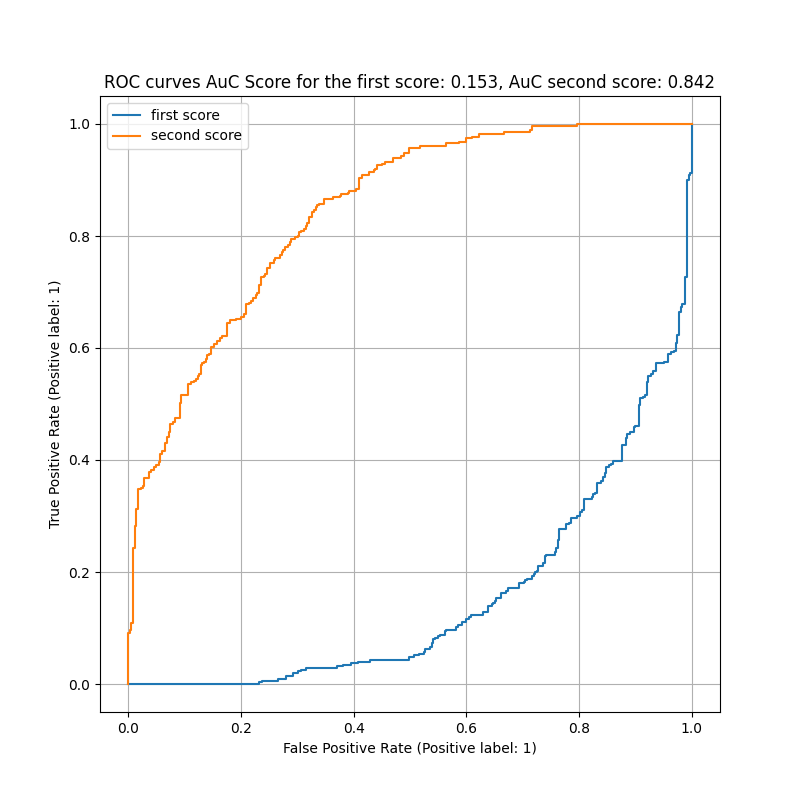 ROC curves AuC Score for the first score: 0.153, AuC second score: 0.842
first score
second score
1.0
0.8
0.6
0.4
0.2
0.0
True Positive Rate (Positive label: 1)
0.0 0.2 0.4 0.6 0.8 1.0
False Positive Rate (Positive label: 1)